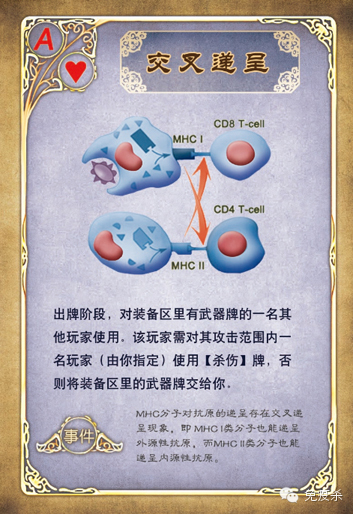 A
交叉递呈
CD8 T-cell
MHC I
CD4 T-cell
MHC II
出牌阶段，对装备区里有武器牌的一名其
他玩家使用。该玩家需对其攻击范围内一
名玩家（由你指定）使用【杀伤】牌，否
则将装备区里的武器牌交给你。
MHC分子对抗原的递呈存在交叉递
呈现象，即 MHC I类分子也能递呈
外源性抗原，而MHC II类分子也能
递呈内源性抗原。
事件
免疫杀